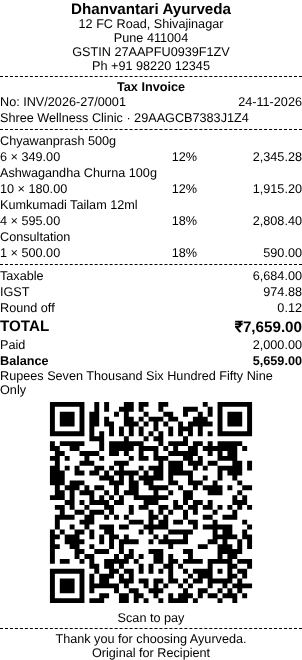 Dhanvantari Ayurveda
12 FC Road, Shivajinagar
Pune 411004
GSTIN 27AAPFU0939F1ZV
Ph +91 98220 12345
Tax Invoice
No: INV/2026-27/0001 24-11-2026
Shree Wellness Clinic · 29AAGCB7383J1Z4
Chyawanprash 500g
6 × 349.00 12% 2,345.28
Ashwagandha Churna 100g
10 × 180.00 12% 1,915.20
Kumkumadi Tailam 12ml
4 × 595.00 18% 2,808.40
Consultation
1 × 500.00 18% 590.00
Taxable 6,684.00
IGST 974.88
Round off 0.12
TOTAL ₹7,659.00
Paid 2,000.00
Balance 5,659.00
Rupees Seven Thousand Six Hundred Fifty Nine
Only
Scan to pay
Thank you for choosing Ayurveda.
Original for Recipient